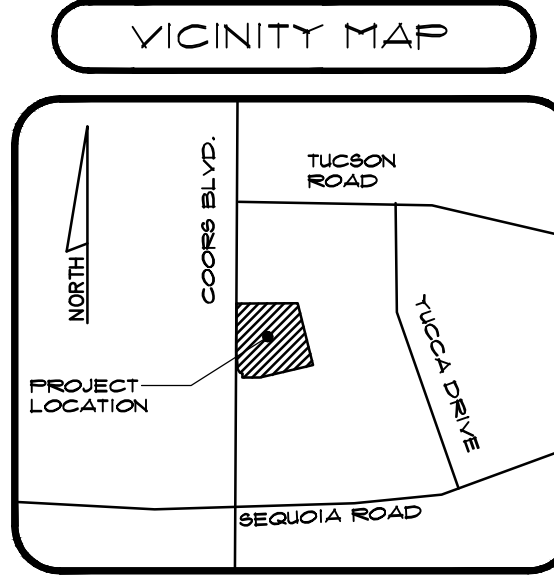 VICINITY MAP
TUCSON
ROAD
COORS BLVD.
NORTH
YUCCA DRIVE
PROJECT
LOCATION
SEQUOIA ROAD